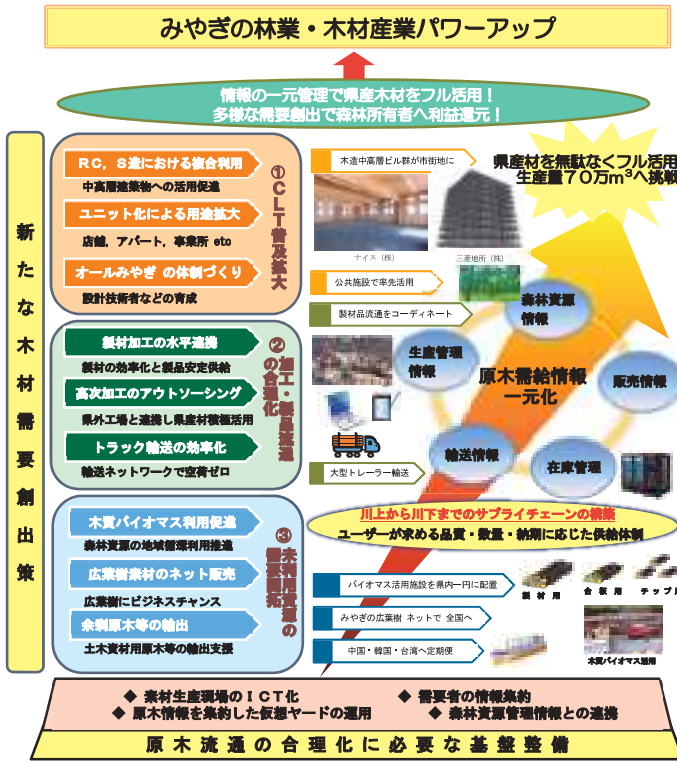 みやぎの林業・木材産業パワーアップ
情報の一元管理で県産木材をフル活用！
多様な需要創出で森林所有者へ利益還元！
新たな木材需要創出策
ＲＣ，Ｓ造における複合利用
中高層建築物への活用促進
ユニット化による用途拡大
店舗，アパート，事業所 etc
オールみやぎ の体制づくり
設計技術者などの育成
①ＣＬＴ普及拡大
木造中高層ビル群が市街地に
ナイス（株）
三菱地所（株）
県産材を無駄なくフル活用
生産量７０万m³へ挑戦
公共施設で率先活用
製材品流通をコーディネート
製材加工の水平連携
製材の効率化と製品安定供給
高次加工のアウトソーシング
県外工場と連携し県産材積極活用
トラック輸送の効率化
輸送ネットワークで空荷ゼロ
②加工・製品流通
の合理化
大型トレーラー輸送
森林資源
情報
生産管理
情報
原木需給情報
一元化
販売情報
輸送情報
在庫管理
川上から川下までのサプライチェーンの構築
ユーザーが求める品質・数量・納期に応じた供給体制
木質バイオマス利用促進
森林資源の地域循環利用推進
広葉樹素材のネット販売
広葉樹にビジネスチャンス
余剰原木等の輸出
土木資材用原木等の輸出支援
③未利用資源の
需要開拓
バイオマス活用施設を県内一円に配置
みやぎの広葉樹 ネットで 全国へ
中国・韓国・台湾へ定期便
製材用
合板用
チップ用
木質バイオマス活用
◆ 素材生産現場のＩＣＴ化
◆ 需要者の情報集約
◆ 原木情報を集約した仮想ヤードの運用
◆ 森林資源管理情報との連携
原木流通の合理化に必要な基盤整備